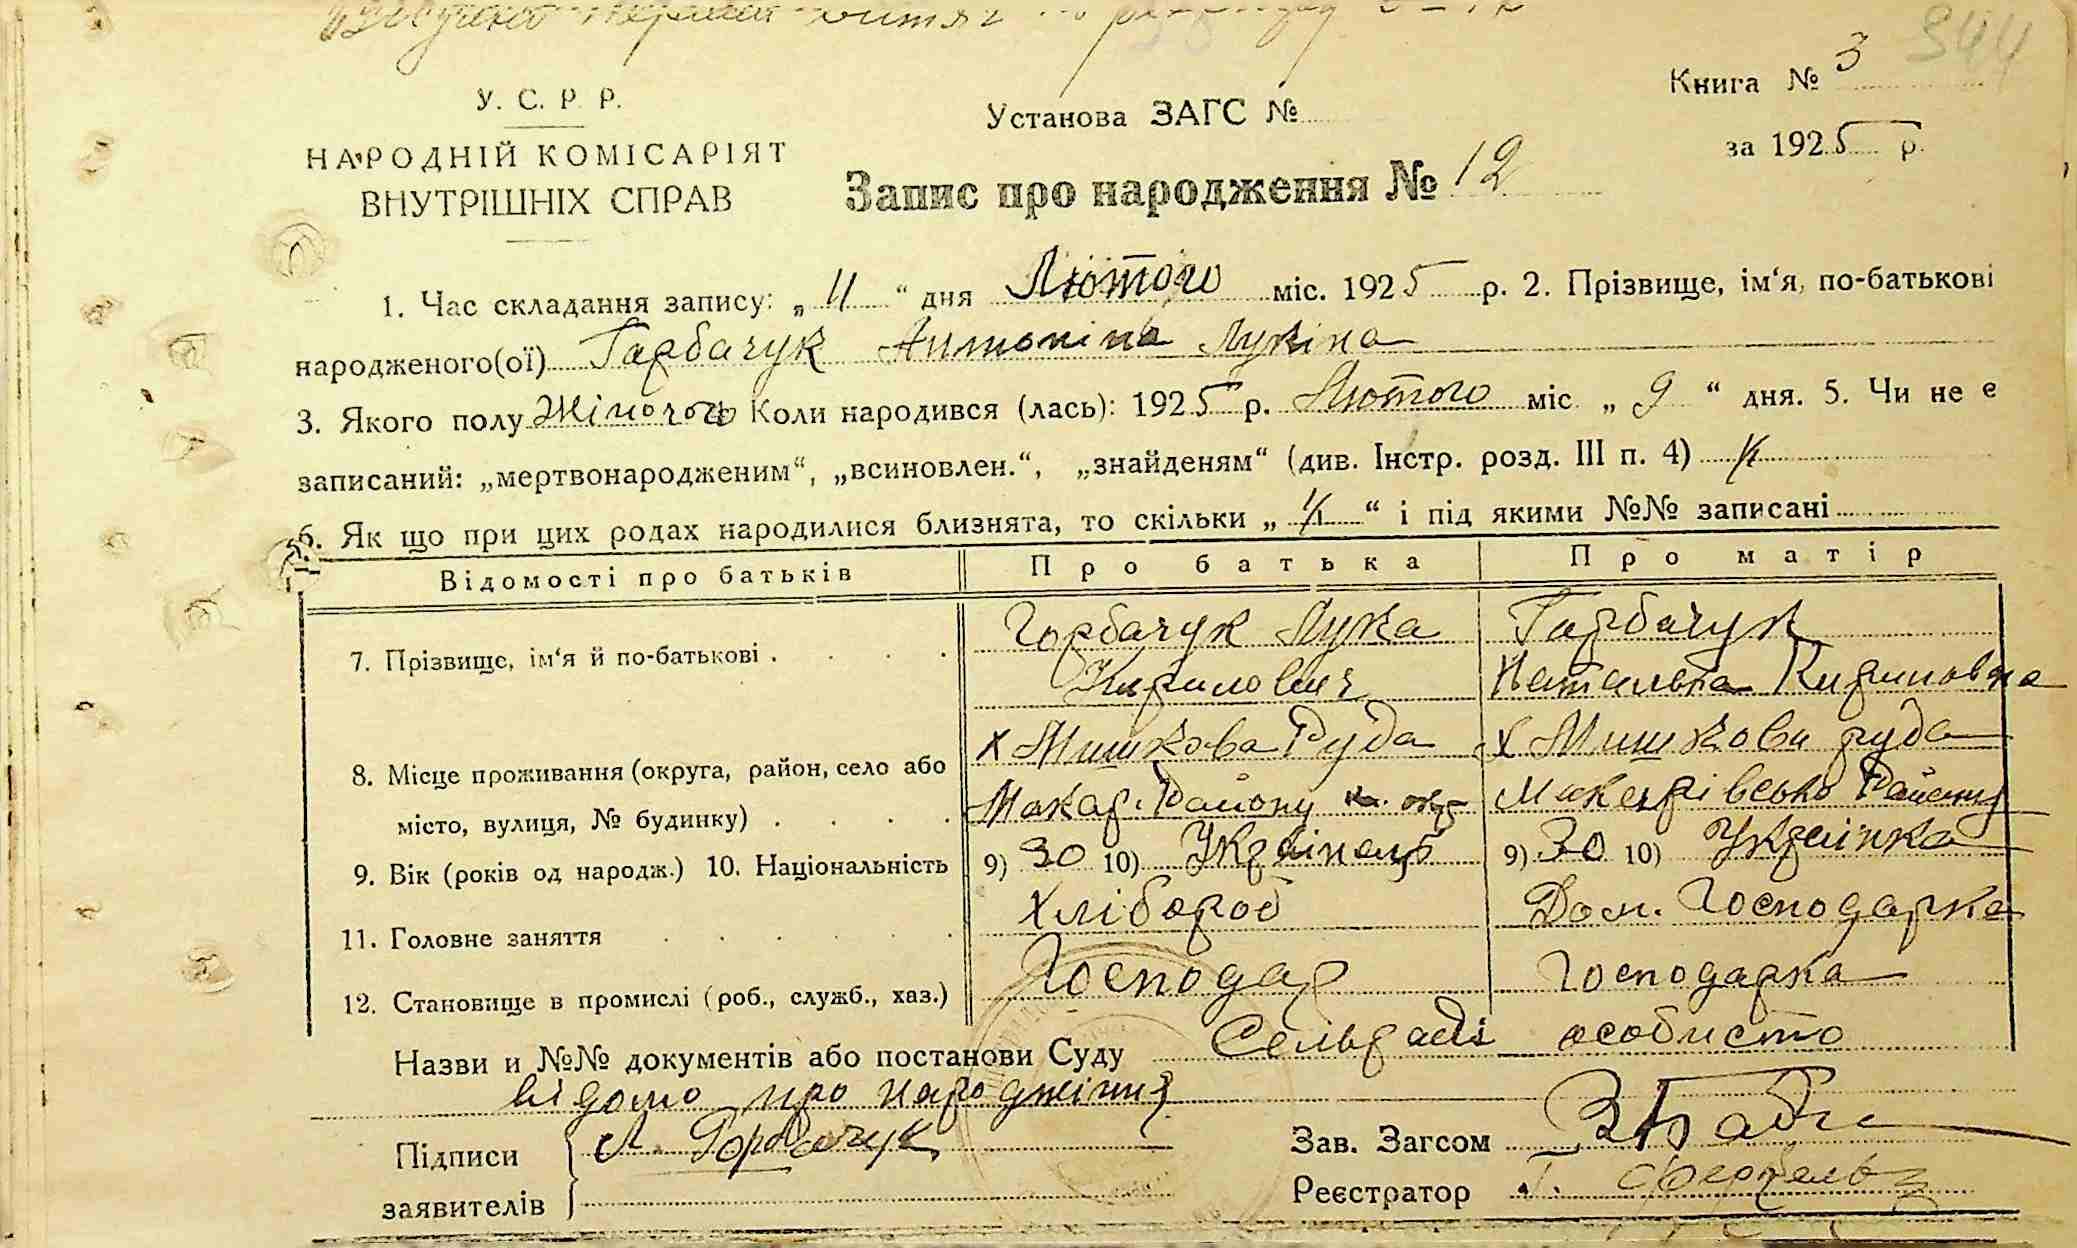 344
Книга № 3
У. С. Р. Р.
Установа ЗАГС №
за 1925 р.
НАРОДНІЙ КОМІСАРІЯТ
ВНУТРІШНІХ СПРАВ
Запис про народження № 12
1. Час складання запису: „ 11 “ дня Лютого міс. 1925 р. 2. Прізвище, ім‘я, по-батькові
народженого(ої) Гарбачук Антоніна Лукіна
3. Якого полу Жіночого Коли народився (лась): 1925 р. Лютого міс. „ 9 “ дня. 5. Чи не є
записаний: „мертвонародженим“, „всиновлен.“, „знайденям“ (див. Інстр. розд. III п. 4)
6. Як що при цих родах народилися близнята, то скільки „ “ і під якими №№ записані
Відомості про батьків Про батька Про матір
7. Прізвище, ім‘я й по-батькові . . . . Горбачук Лука Гарбачук
Кирилович Наталька Кириловна
х Мишкова Руда х Мишкова руда
8. Місце проживання (округа, район, село або
місто, вулиця, № будинку) . . . . Макар. Району Макарівсько Району
9. Вік (років од народж.) 10. Національність 9) 30 10) Українець 9) 30 10) Українка
11. Головне заняття . . . . . . Хлібороб Дом. Господарка
12. Становище в промислі (роб., служб., хаз.) Господар Господарка
Назви и №№ документів або постанови Суду Сельраді особисто
відомо про народжіння
Підписи Л. Горбачук Зав. Загсом
заявителів Реєстратор